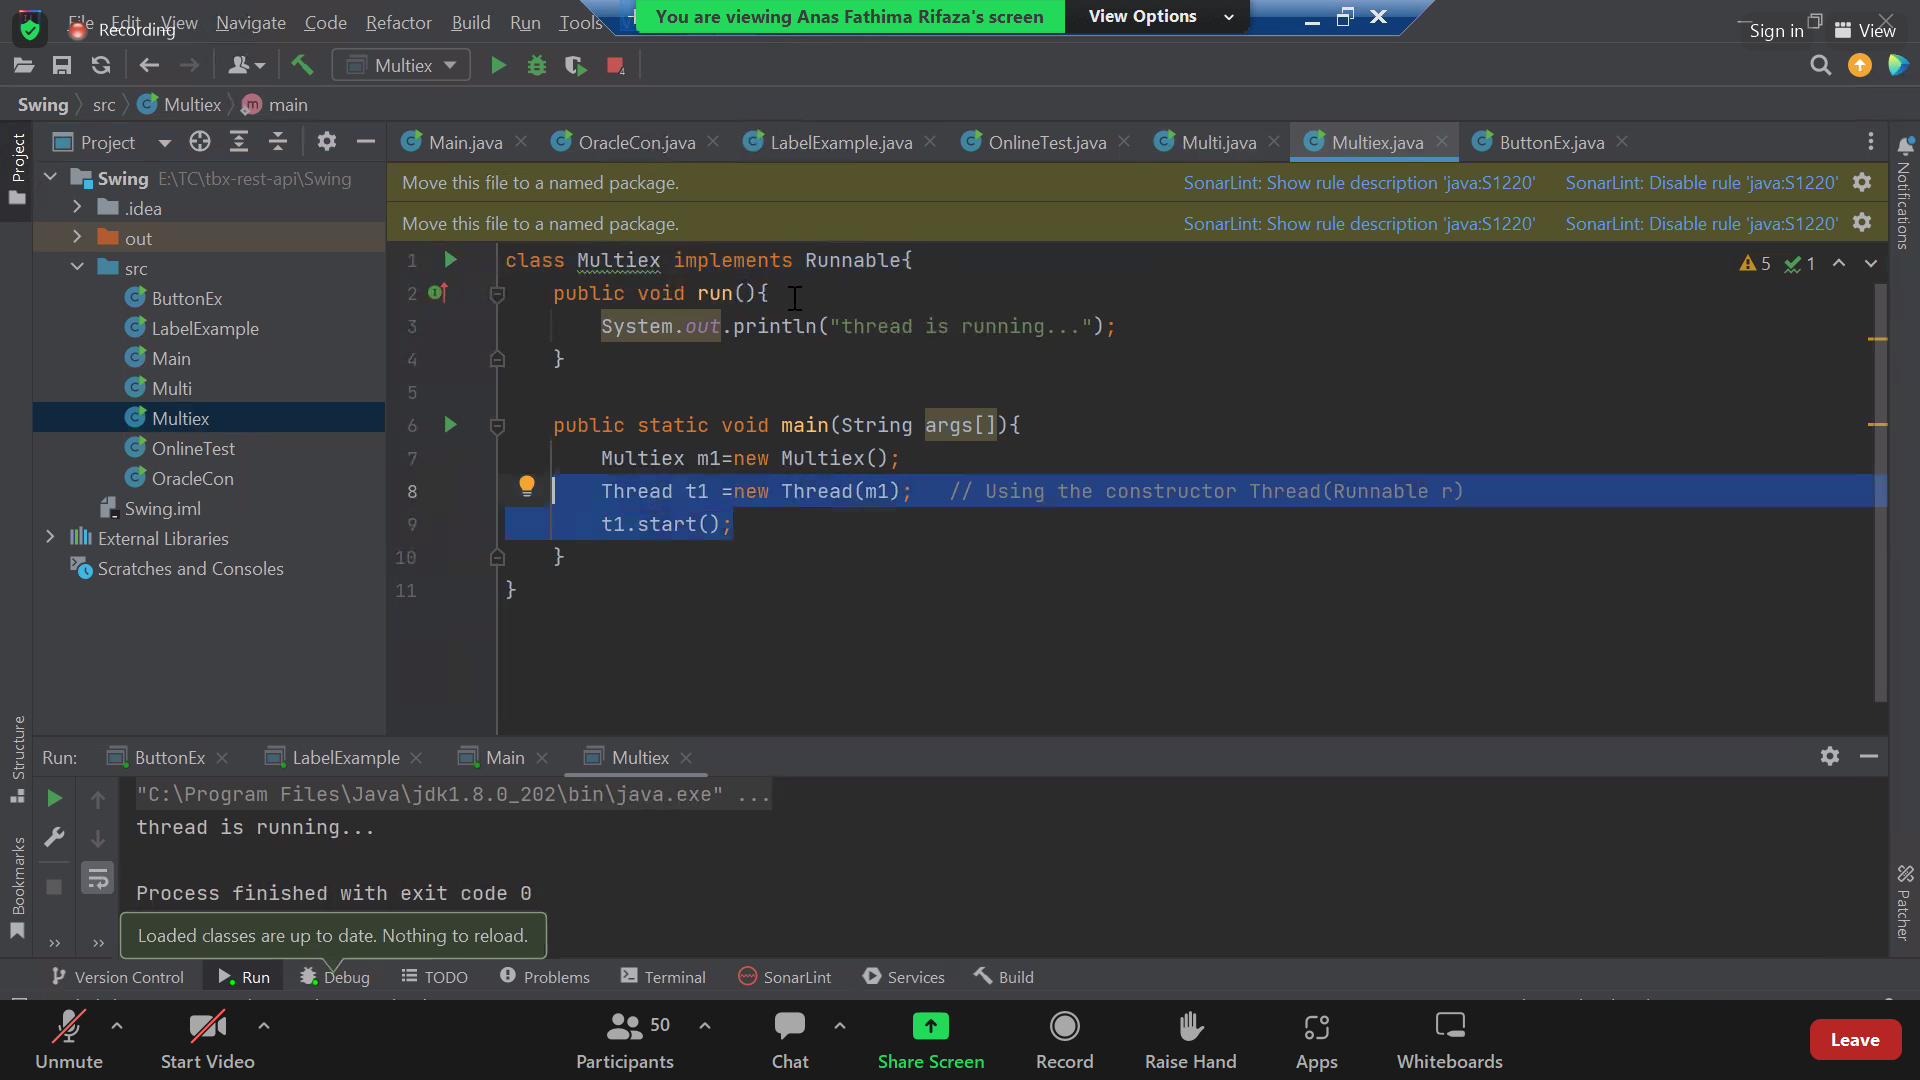 File Edit View Navigate Code Refactor Build Run Tools
Recording
You are viewing Anas Fathima Rifaza's screen
View Options
Sign in
View
Multiex
Swing
src
Multiex
main
Project
Main.java
OracleCon.java
LabelExample.java
OnlineTest.java
Multi.java
Multiex.java
ButtonEx.java
Project
Notifications
Swing E:\TC\tbx-rest-api\Swing
.idea
out
src
ButtonEx
LabelExample
Main
Multi
Multiex
OnlineTest
OracleCon
Swing.iml
External Libraries
Scratches and Consoles
Move this file to a named package. SonarLint: Show rule description 'java:S1220' SonarLint: Disable rule 'java:S1220'
Move this file to a named package. SonarLint: Show rule description 'java:S1220' SonarLint: Disable rule 'java:S1220'
5 1
1 class Multiex implements Runnable{
2 public void run(){
3 System.out.println("thread is running...");
4 }
5
6 public static void main(String args[]){
7 Multiex m1=new Multiex();
8 Thread t1 =new Thread(m1); // Using the constructor Thread(Runnable r)
9 t1.start();
10 }
11 }
Structure
Bookmarks
Patcher
Run: ButtonEx LabelExample Main Multiex
"C:\Program Files\Java\jdk1.8.0_202\bin\java.exe" ...
thread is running...
Process finished with exit code 0
Loaded classes are up to date. Nothing to reload.
Version Control Run Debug TODO Problems Terminal SonarLint Services Build
Unmute
Start Video
50
Participants
Chat
Share Screen
Record
Raise Hand
Apps
Whiteboards
Leave